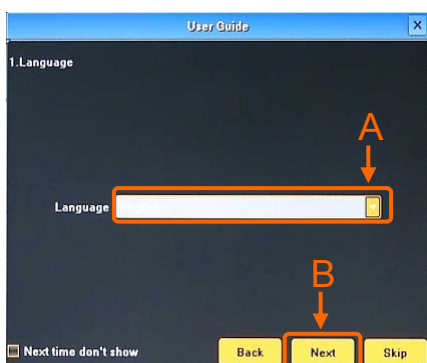 User Guide
1.Language
A
Language
B
Next time don't show
Back Next Skip